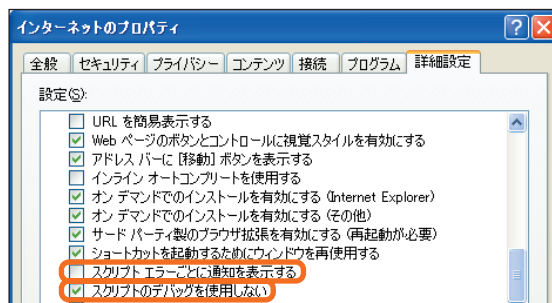 インターネットのプロパティ
全般 セキュリティ プライバシー コンテンツ 接続 プログラム 詳細設定
設定(S):
URL を簡易表示する
Web ページのボタンとコントロールに視覚スタイルを有効にする
アドレス バーに [移動] ボタンを表示する
インライン オートコンプリートを使用する
オン デマンドでのインストールを有効にする (Internet Explorer)
オン デマンドでのインストールを有効にする (その他)
サード パーティ製のブラウザ拡張を有効にする (再起動が必要)
ショートカットを起動するためにウィンドウを再使用する
スクリプト エラーごとに通知を表示する
スクリプトのデバッグを使用しない